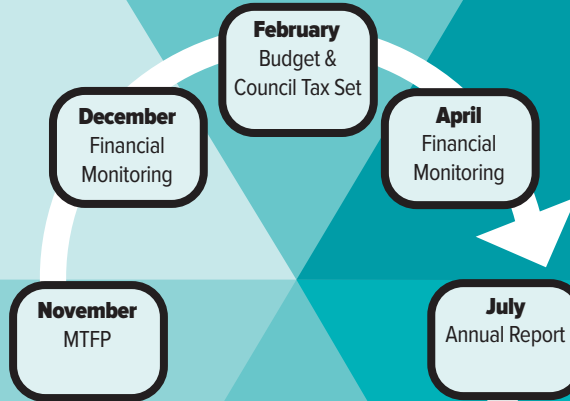 February
Budget &
Council Tax Set
December
Financial
Monitoring
April
Financial
Monitoring
November
MTFP
July
Annual Report